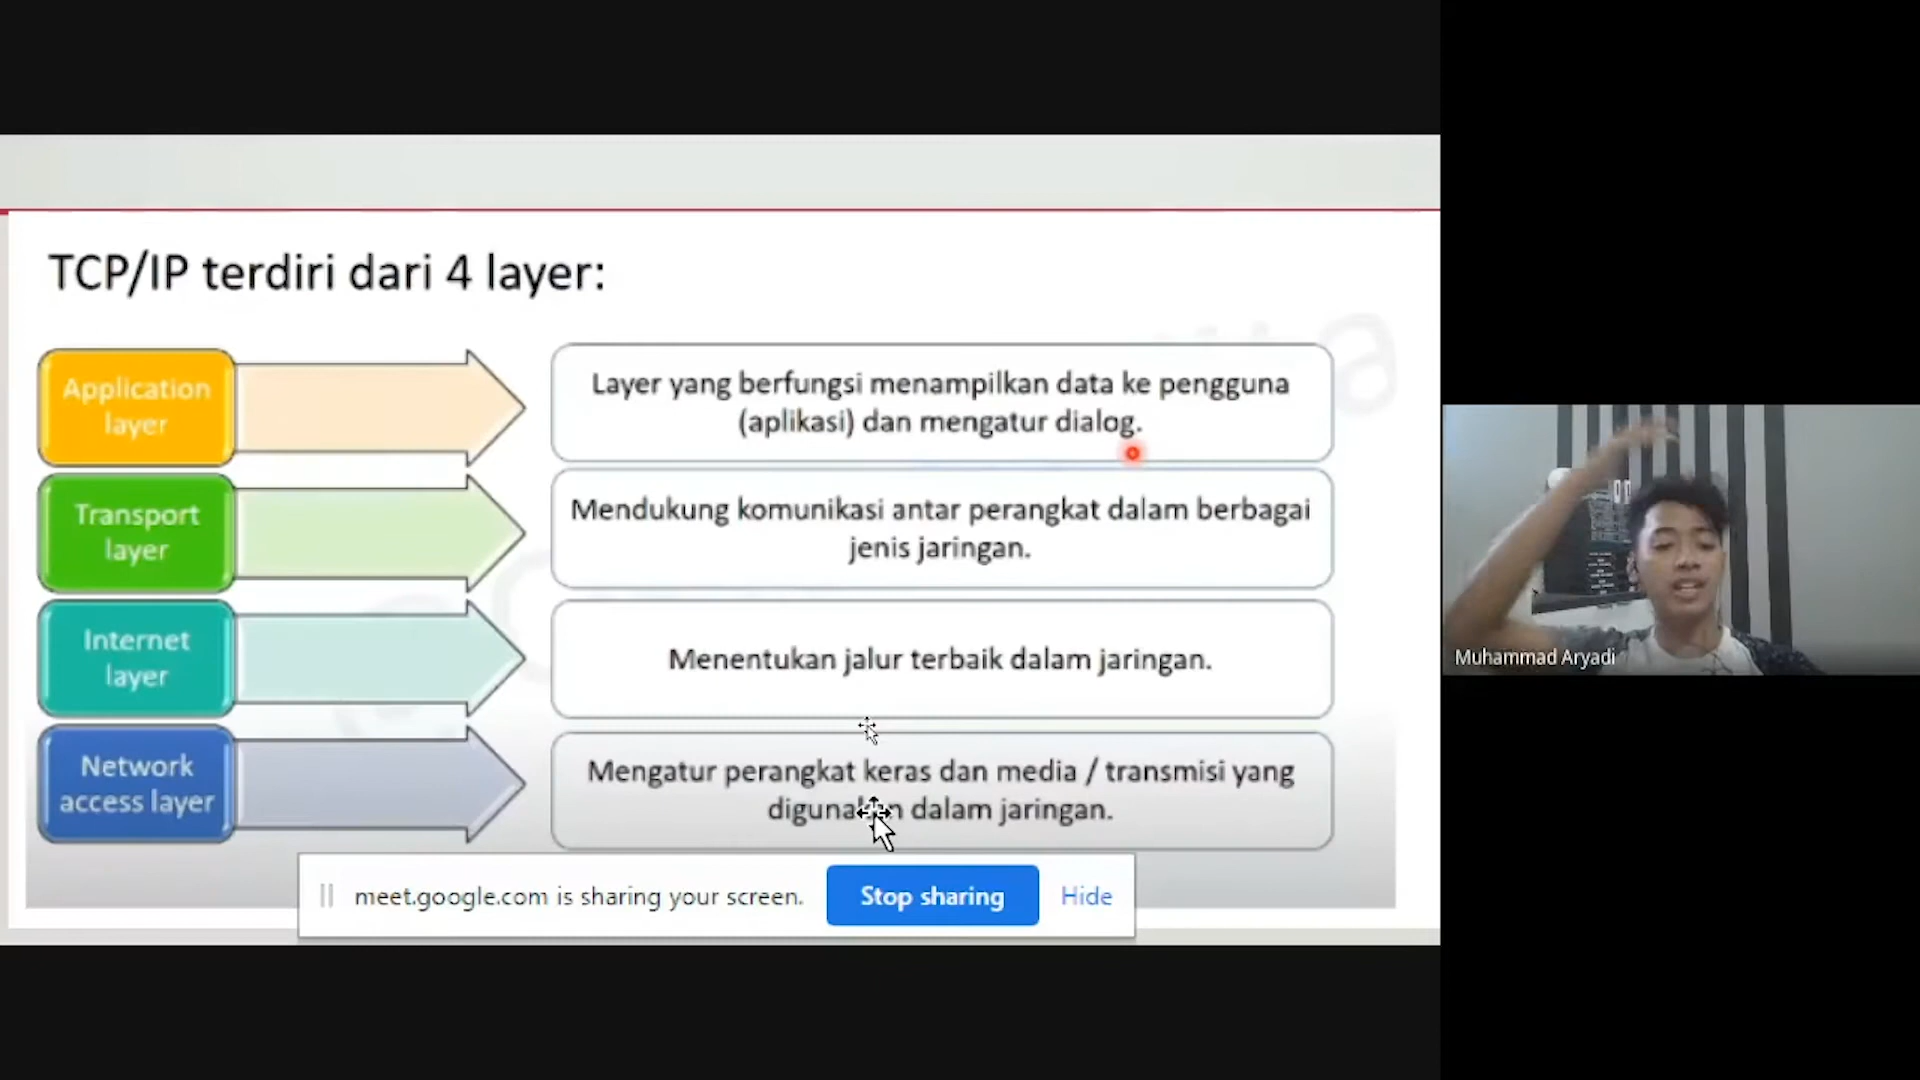 TCP/IP terdiri dari 4 layer:
Application
layer
Layer yang berfungsi menampilkan data ke pengguna
(aplikasi) dan mengatur dialog.
Transport
layer
Mendukung komunikasi antar perangkat dalam berbagai
jenis jaringan.
Internet
layer
Menentukan jalur terbaik dalam jaringan.
Network
access layer
Mengatur perangkat keras dan media / transmisi yang
digunakan dalam jaringan.
meet.google.com is sharing your screen.
Stop sharing
Hide
Muhammad Aryadi